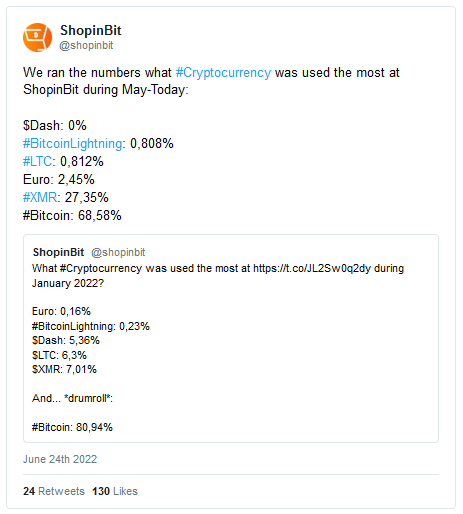 ShopinBit
@shopinbit
We ran the numbers what #Cryptocurrency was used the most at
ShopinBit during May-Today:
$Dash: 0%
#BitcoinLightning: 0,808%
#LTC: 0,812%
Euro: 2,45%
#XMR: 27,35%
#Bitcoin: 68,58%
ShopinBit @shopinbit
What #Cryptocurrency was used the most at https://t.co/JL2Sw0q2dy during
January 2022?
Euro: 0,16%
#BitcoinLightning: 0,23%
$Dash: 5,36%
$LTC: 6,3%
$XMR: 7,01%
And... *drumroll*:
#Bitcoin: 80,94%
June 24th 2022
24 Retweets 130 Likes